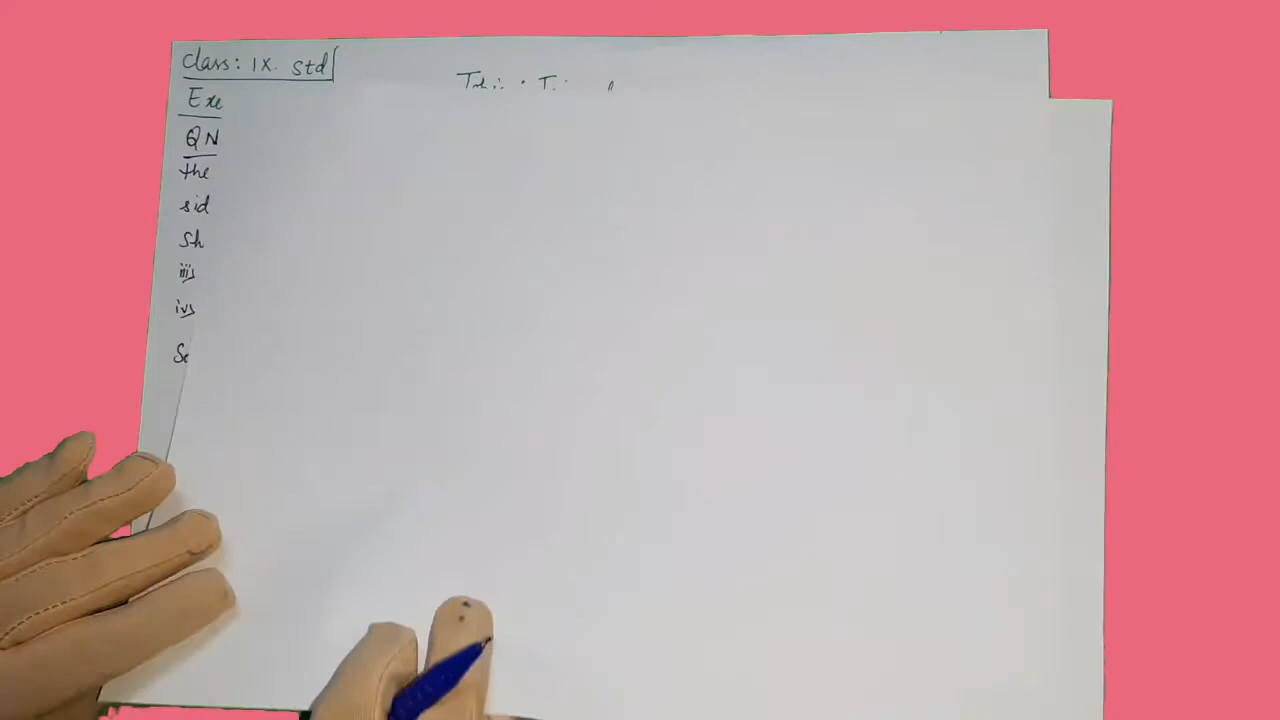 Class: IX. Std
Exe
QN
the
sid
Sh
iii)
iv)
So